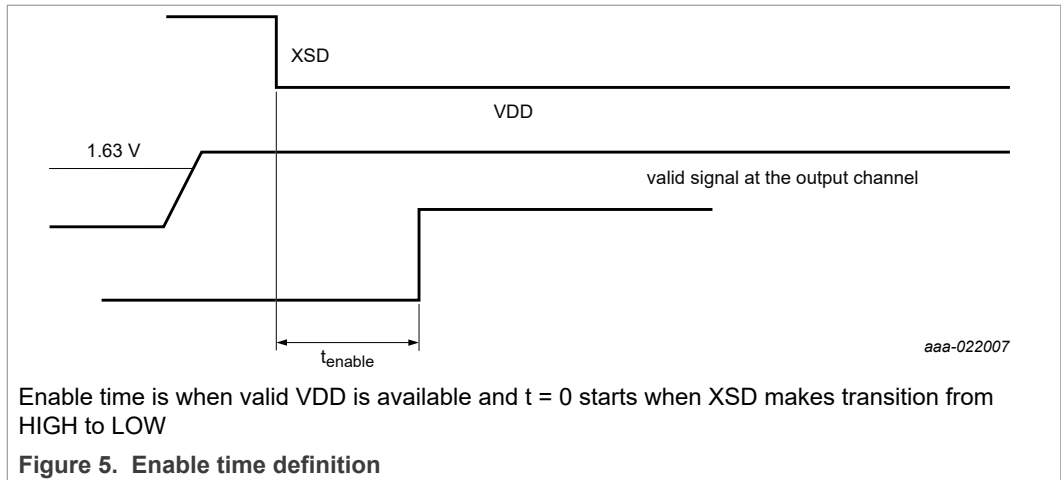 XSD
VDD
1.63 V
valid signal at the output channel
tenable
aaa-022007
Enable time is when valid VDD is available and t = 0 starts when XSD makes transition from
HIGH to LOW
Figure 5. Enable time definition